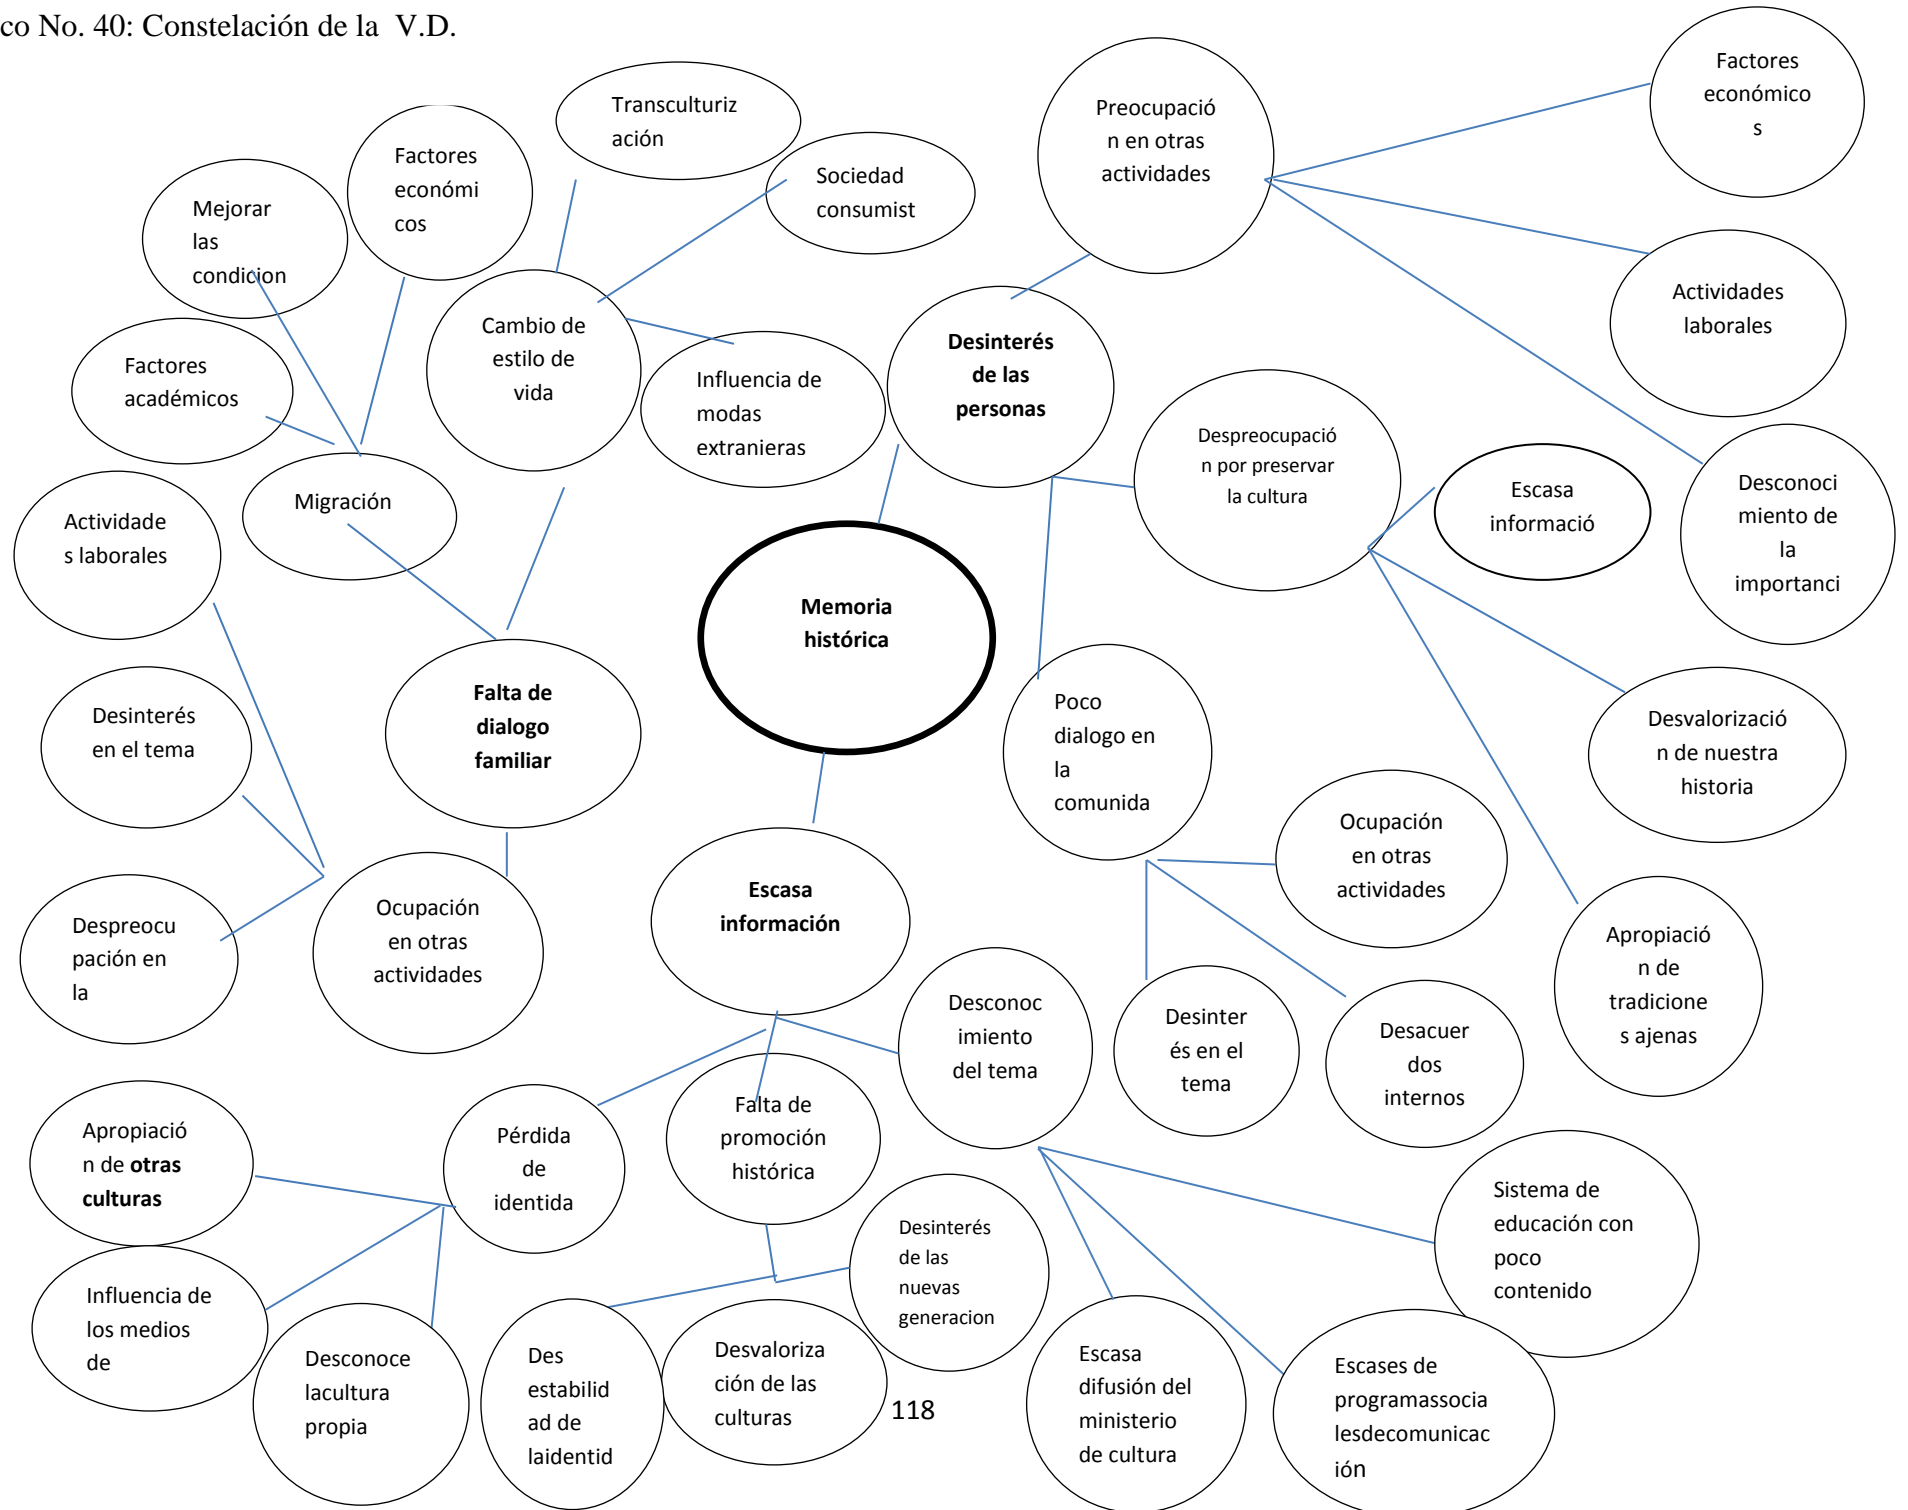 co No. 40: Constelación de la  V.D.
Transculturiz
ación
Sociedad
consumist
Factores
económi
cos
Mejorar
las
condicion
Factores
académicos
Migración
Cambio de
estilo de
vida
Influencia de
modas
extranjeras
Preocupació
n en otras
actividades
Factores
económico
s
Actividades
laborales
Desconoci
miento de
la
importanci
Desinterés
de las
personas
Despreocupació
n por preservar
la cultura
Escasa
informació
Desvalorizació
n de nuestra
historia
Apropiació
n de
tradicione
s ajenas
Memoria
histórica
Poco
dialogo en
la
comunida
Ocupación
en otras
actividades
Desinter
és en el
tema
Desacuer
dos
internos
Actividade
s laborales
Desinterés
en el tema
Despreocu
pación en
la
Falta de
dialogo
familiar
Ocupación
en otras
actividades
Escasa
información
Desconoc
imiento
del tema
Falta de
promoción
histórica
Pérdida
de
identida
Apropiació
n de otras
culturas
Influencia de
los medios
de
Desconoce
lacultura
propia
Des
estabilid
ad de
laidentid
Desvaloriza
ción de las
culturas
Desinterés
de las
nuevas
generacion
Escasa
difusión del
ministerio
de cultura
Escases de
programassocia
lesdecomunicac
ión
Sistema de
educación con
poco
contenido
118